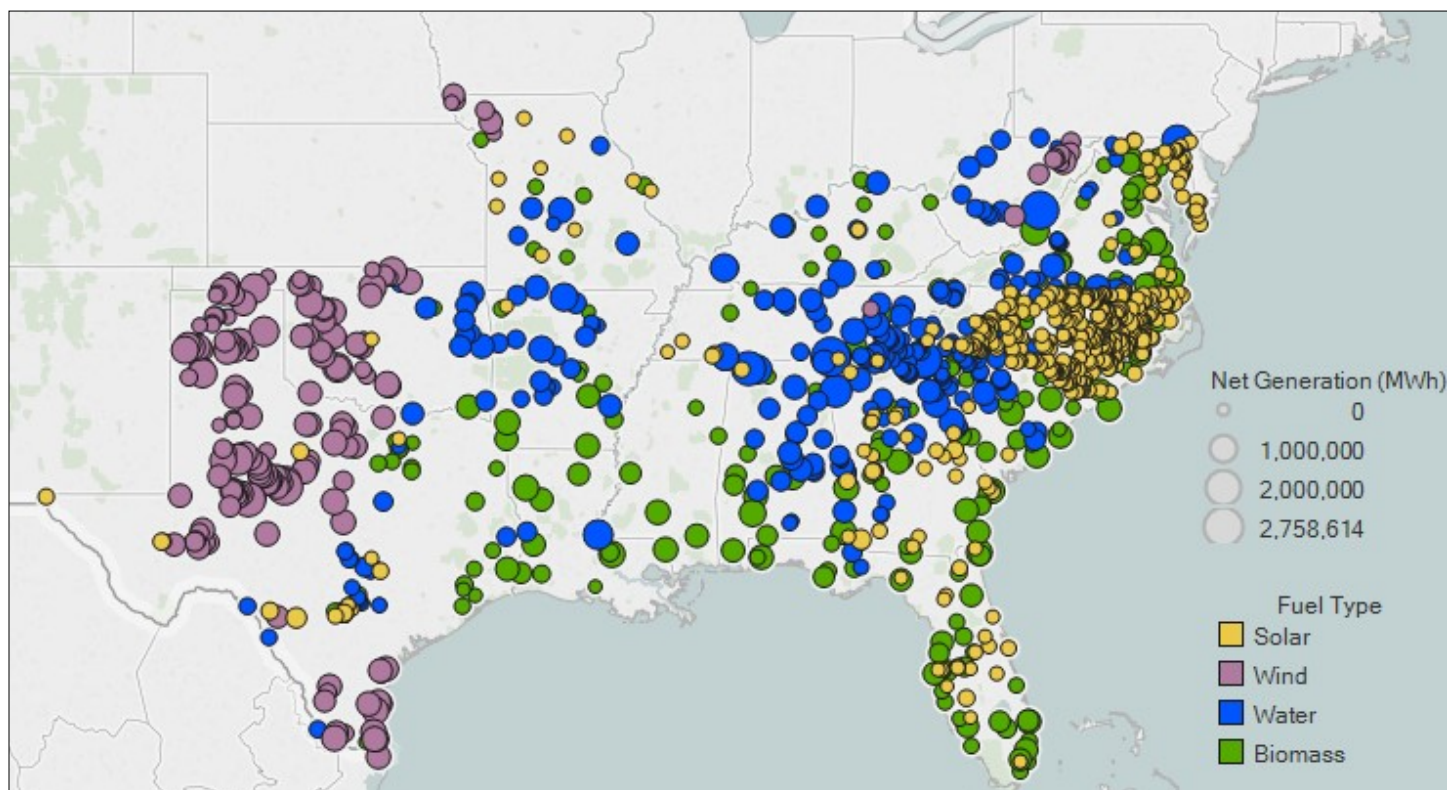 Net Generation (MWh)
0
1,000,000
2,000,000
2,758,614
Fuel Type
Solar
Wind
Water
Biomass